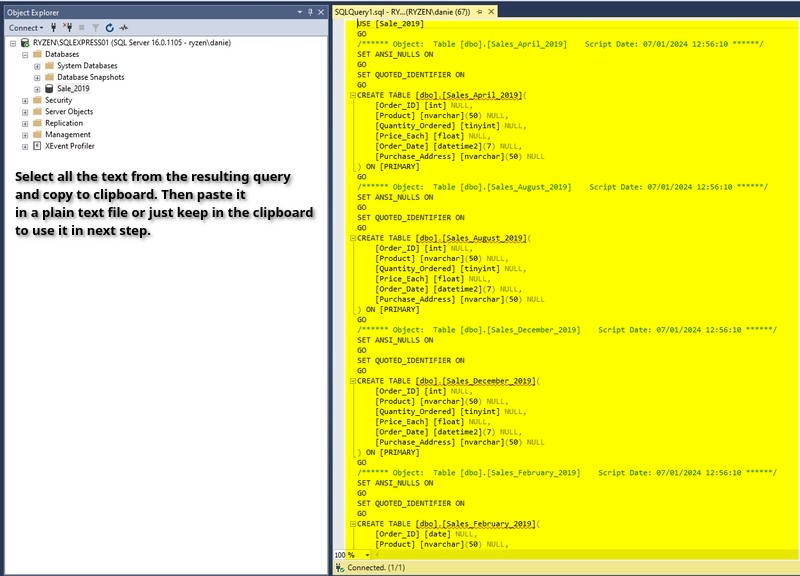 Object Explorer
Connect
RYZEN\SQLEXPRESS01 (SQL Server 16.0.1105 - ryzen\danie)
Databases
System Databases
Database Snapshots
Sale_2019
Security
Server Objects
Replication
Management
XEvent Profiler
Select all the text from the resulting query
and copy to clipboard. Then paste it
in a plain text file or just keep in the clipboard
to use it in next step.
SQLQuery1.sql - RY...(RYZEN\danie (67))
USE [Sale_2019]
GO
/****** Object:  Table [dbo].[Sales_April_2019]    Script Date: 07/01/2024 12:56:10 ******/
SET ANSI_NULLS ON
GO
SET QUOTED_IDENTIFIER ON
GO
CREATE TABLE [dbo].[Sales_April_2019](
[Order_ID] [int] NULL,
[Product] [nvarchar](50) NULL,
[Quantity_Ordered] [tinyint] NULL,
[Price_Each] [float] NULL,
[Order_Date] [datetime2](7) NULL,
[Purchase_Address] [nvarchar](50) NULL
) ON [PRIMARY]
GO
/****** Object:  Table [dbo].[Sales_August_2019]    Script Date: 07/01/2024 12:56:10 ******/
SET ANSI_NULLS ON
GO
SET QUOTED_IDENTIFIER ON
GO
CREATE TABLE [dbo].[Sales_August_2019](
[Order_ID] [int] NULL,
[Product] [nvarchar](50) NULL,
[Quantity_Ordered] [tinyint] NULL,
[Price_Each] [float] NULL,
[Order_Date] [datetime2](7) NULL,
[Purchase_Address] [nvarchar](50) NULL
) ON [PRIMARY]
GO
/****** Object:  Table [dbo].[Sales_December_2019]    Script Date: 07/01/2024 12:56:10 ******/
SET ANSI_NULLS ON
GO
SET QUOTED_IDENTIFIER ON
GO
CREATE TABLE [dbo].[Sales_December_2019](
[Order_ID] [int] NULL,
[Product] [nvarchar](50) NULL,
[Quantity_Ordered] [tinyint] NULL,
[Price_Each] [float] NULL,
[Order_Date] [datetime2](7) NULL,
[Purchase_Address] [nvarchar](50) NULL
) ON [PRIMARY]
GO
/****** Object:  Table [dbo].[Sales_February_2019]    Script Date: 07/01/2024 12:56:10 ******/
SET ANSI_NULLS ON
GO
SET QUOTED_IDENTIFIER ON
GO
CREATE TABLE [dbo].[Sales_February_2019](
[Order_ID] [date] NULL,
[Product] [nvarchar](50) NULL,
100 %
Connected. (1/1)